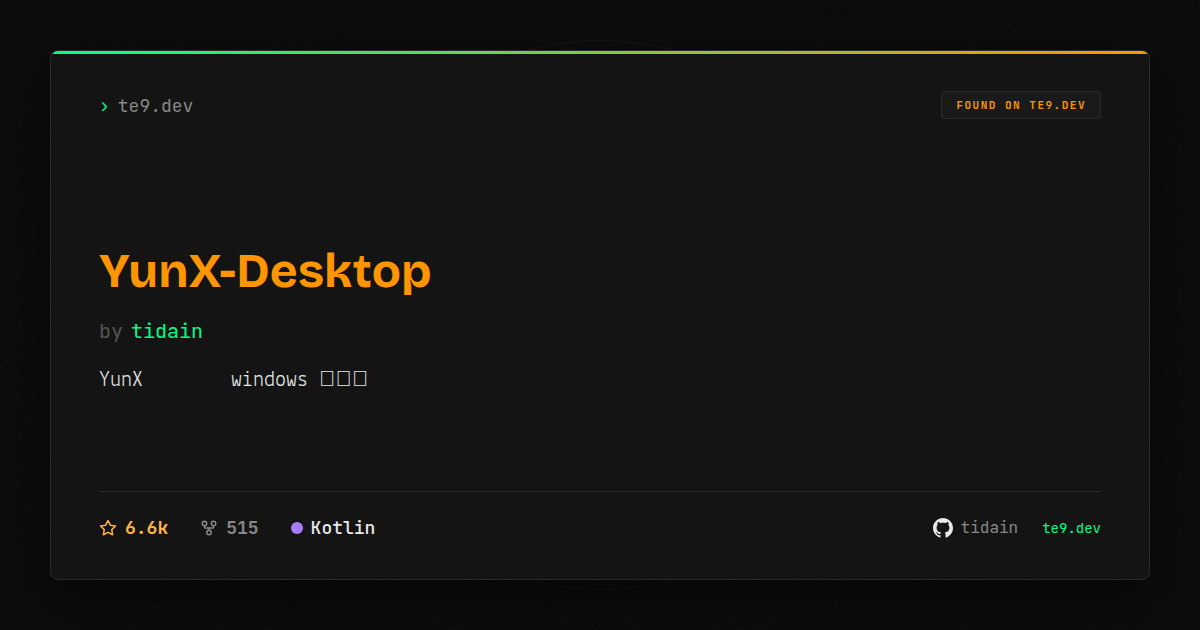 › te9.dev
FOUND ON TE9.DEV
YunX-Desktop
by tidain
YunX windows
6.6k 515 Kotlin
tidain te9.dev